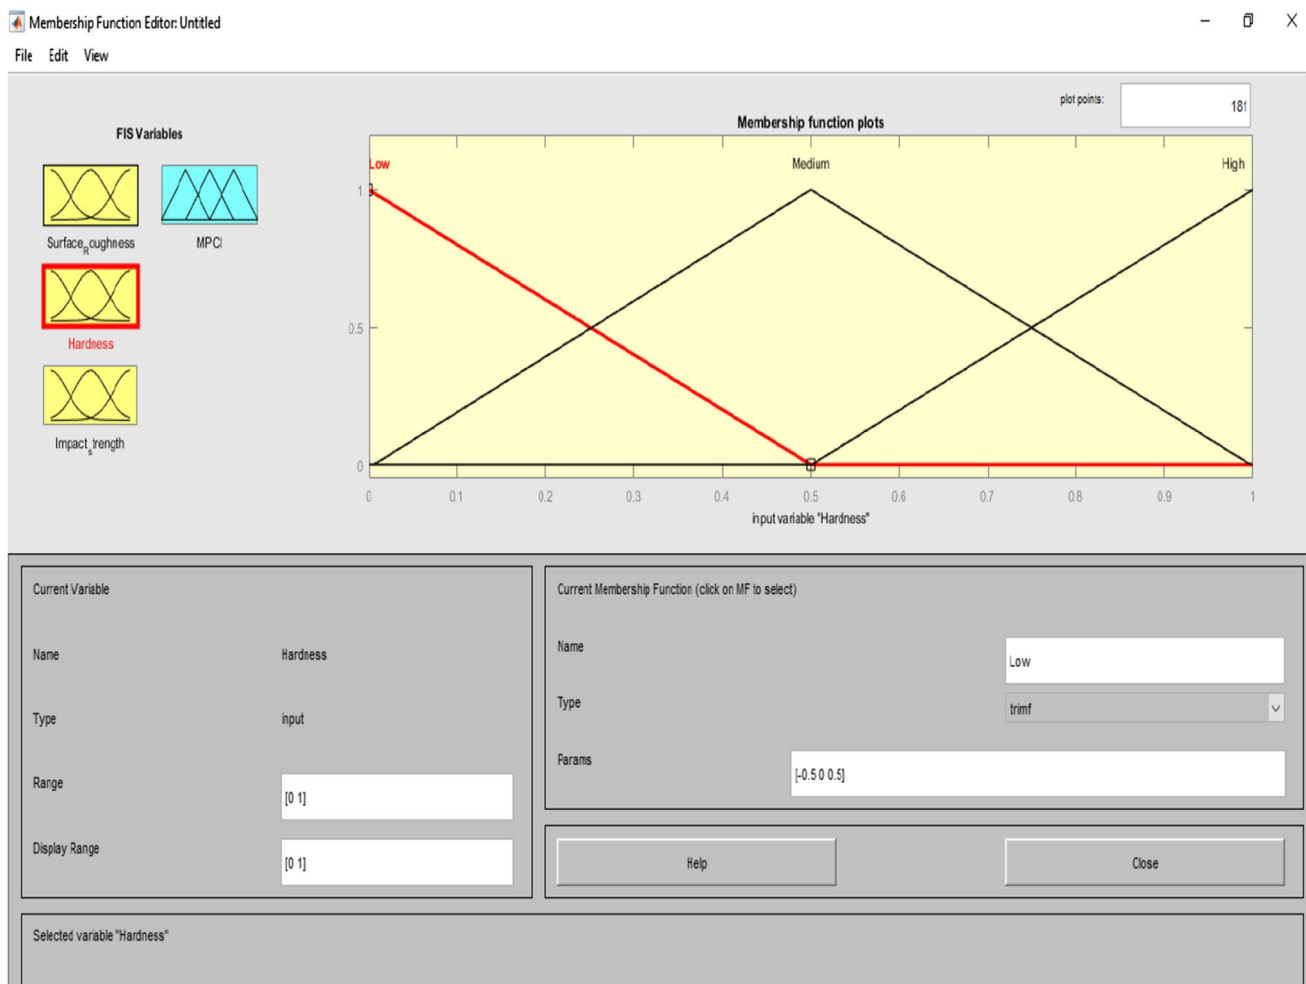 Membership Function Editor: Untitled
File Edit View
FIS Variables
Surface_Roughness
MPCI
Hardness
Impact_strength
plot points:
181
Membership function plots
Low
Medium
High
1
0.5
0
0 0.1 0.2 0.3 0.4 0.5 0.6 0.7 0.8 0.9 1
input variable "Hardness"
Current Variable
Name Hardness
Type input
Range [0 1]
Display Range [0 1]
Current Membership Function (click on MF to select)
Name Low
Type trimf
Params [-0.5 0 0.5]
Help Close
Selected variable "Hardness"